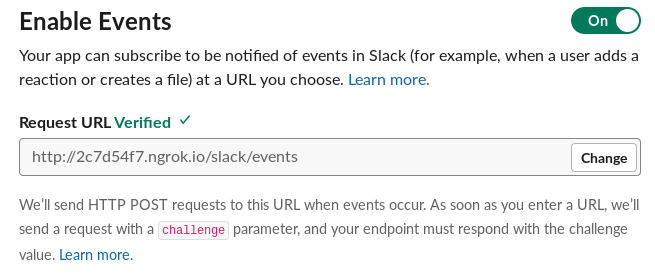 Enable Events
On
Your app can subscribe to be notified of events in Slack (for example, when a user adds a
reaction or creates a file) at a URL you choose. Learn more.
Request URL Verified ✓
http://2c7d54f7.ngrok.io/slack/events
Change
We'll send HTTP POST requests to this URL when events occur. As soon as you enter a URL, we'll
send a request with a challenge parameter, and your endpoint must respond with the challenge
value. Learn more.